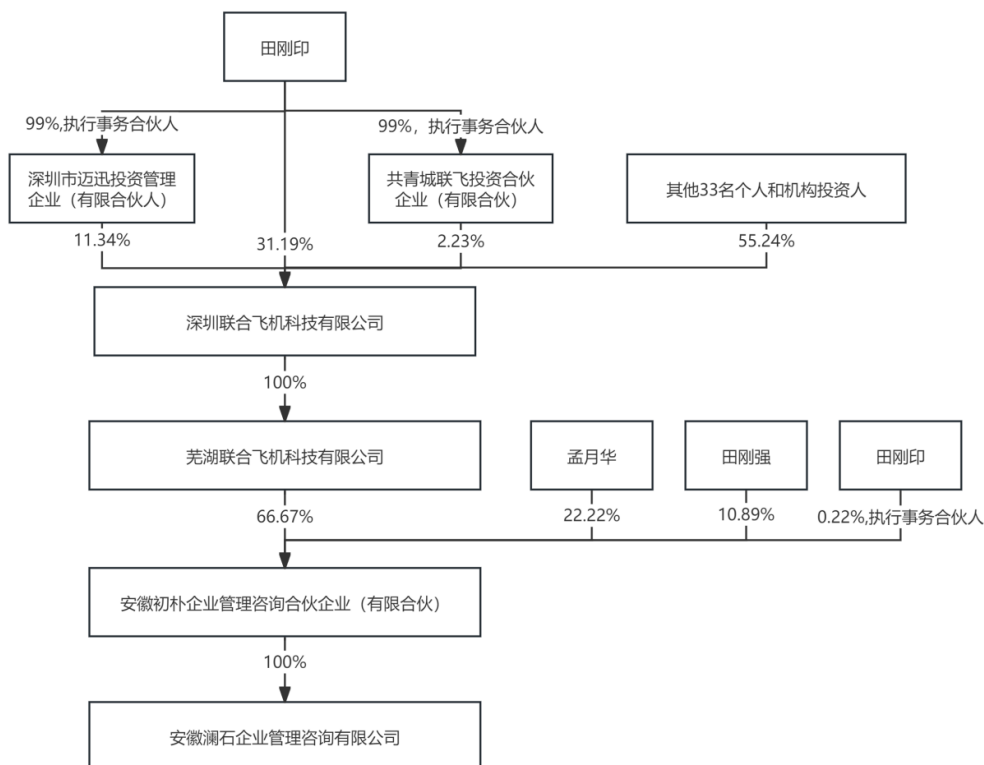 田刚印
99%,执行事务合伙人
99%，执行事务合伙人
深圳市迈迅投资管理
企业（有限合伙人）
共青城联飞投资合伙
企业（有限合伙）
其他33名个人和机构投资人
11.34%
31.19%
2.23%
55.24%
深圳联合飞机科技有限公司
100%
芜湖联合飞机科技有限公司
孟月华
田刚强
田刚印
66.67%
22.22%
10.89%
0.22%,执行事务合伙人
安徽初朴企业管理咨询合伙企业（有限合伙）
100%
安徽澜石企业管理咨询有限公司